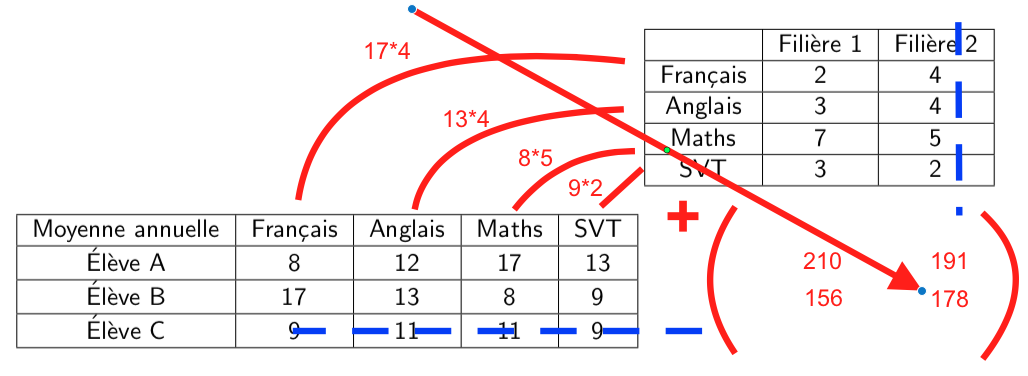 17*4
13*4
8*5
9*2
Filière 1 Filière 2
Français 2 4
Anglais 3 4
Maths 7 5
SVT 3 2
+
Moyenne annuelle Français Anglais Maths SVT
Élève A 8 12 17 13
Élève B 17 13 8 9
Élève C 9 11 11 9
210 191
156 178